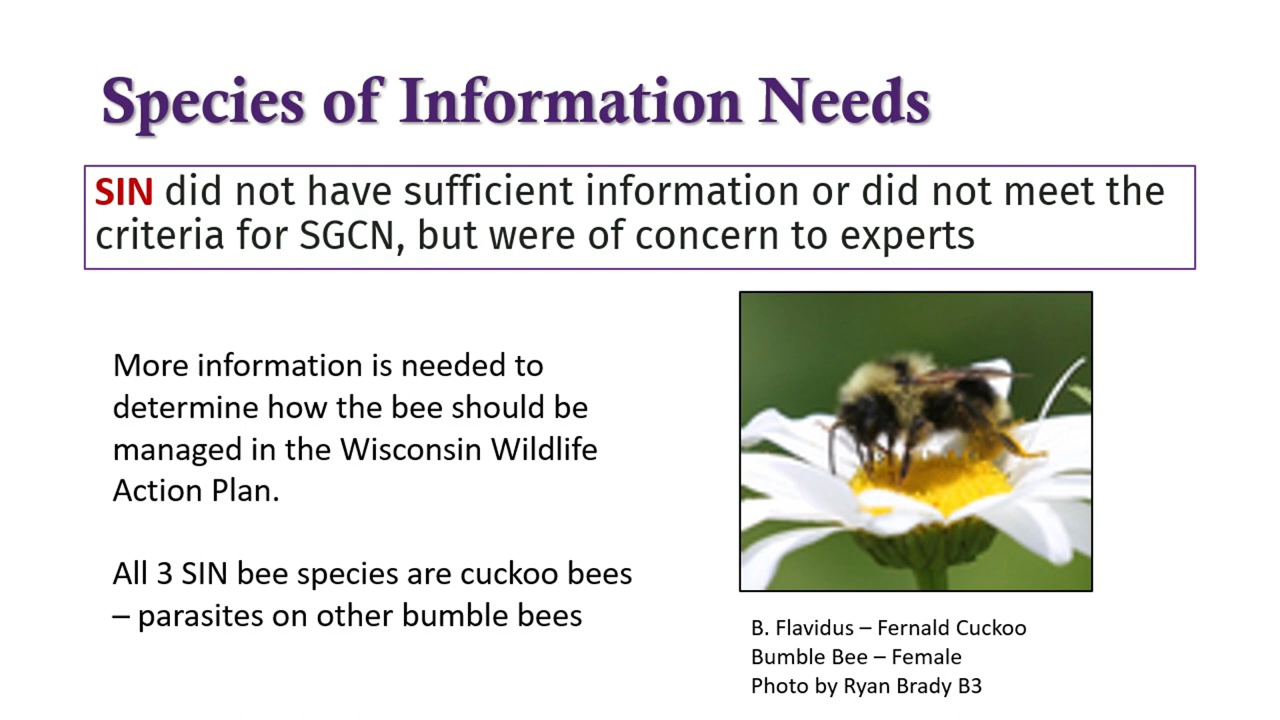 Species of Information Needs
SIN did not have sufficient information or did not meet the
criteria for SGCN, but were of concern to experts
More information is needed to
determine how the bee should be
managed in the Wisconsin Wildlife
Action Plan.
All 3 SIN bee species are cuckoo bees
– parasites on other bumble bees
B. Flavidus – Fernald Cuckoo
Bumble Bee – Female
Photo by Ryan Brady B3